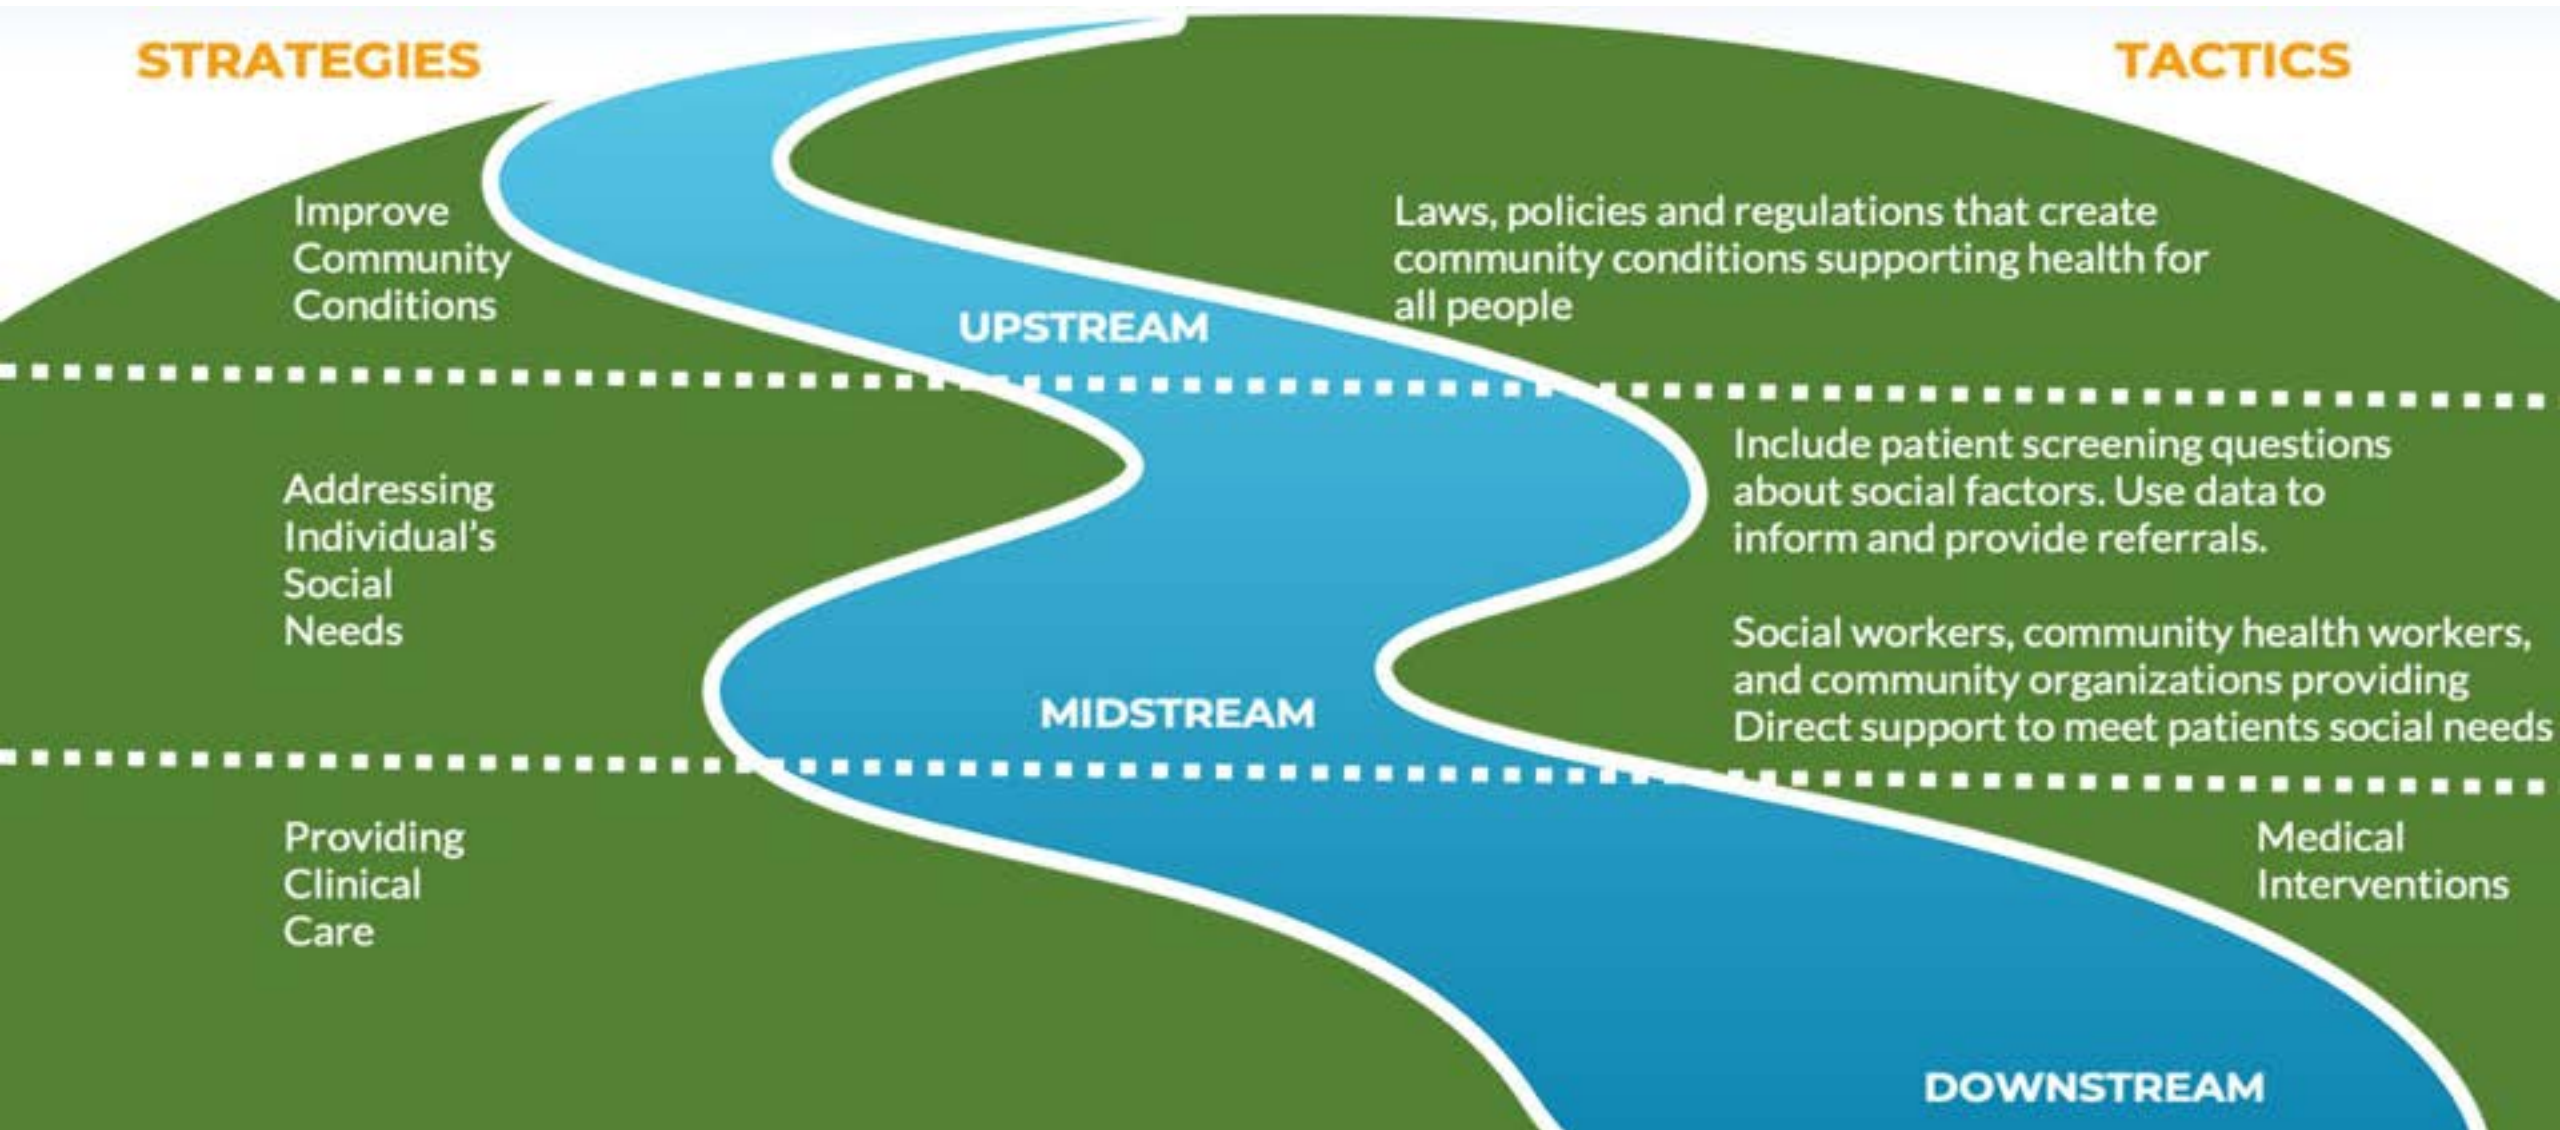 STRATEGIES
TACTICS
Improve
Community
Conditions
Laws, policies and regulations that create
community conditions supporting health for
all people
UPSTREAM
Addressing
Individual's
Social
Needs
Include patient screening questions
about social factors. Use data to
inform and provide referrals.
Social workers, community health workers,
and community organizations providing
Direct support to meet patients social needs
MIDSTREAM
Providing
Clinical
Care
Medical
Interventions
DOWNSTREAM